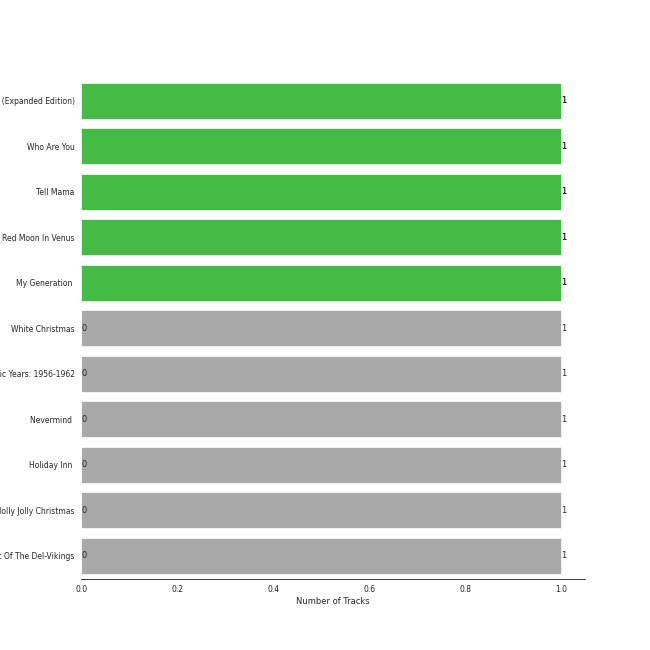 (Expanded Edition) 1
Who Are You 1
Tell Mama 1
Red Moon In Venus 1
My Generation 1
White Christmas 0 1
Years: 1956-1962 0 1
Nevermind 0 1
Holiday Inn 0 1
Jolly Christmas 0 1
Of The Del-Vikings 0 1
0.0 0.2 0.4 0.6 0.8 1.0
Number of Tracks